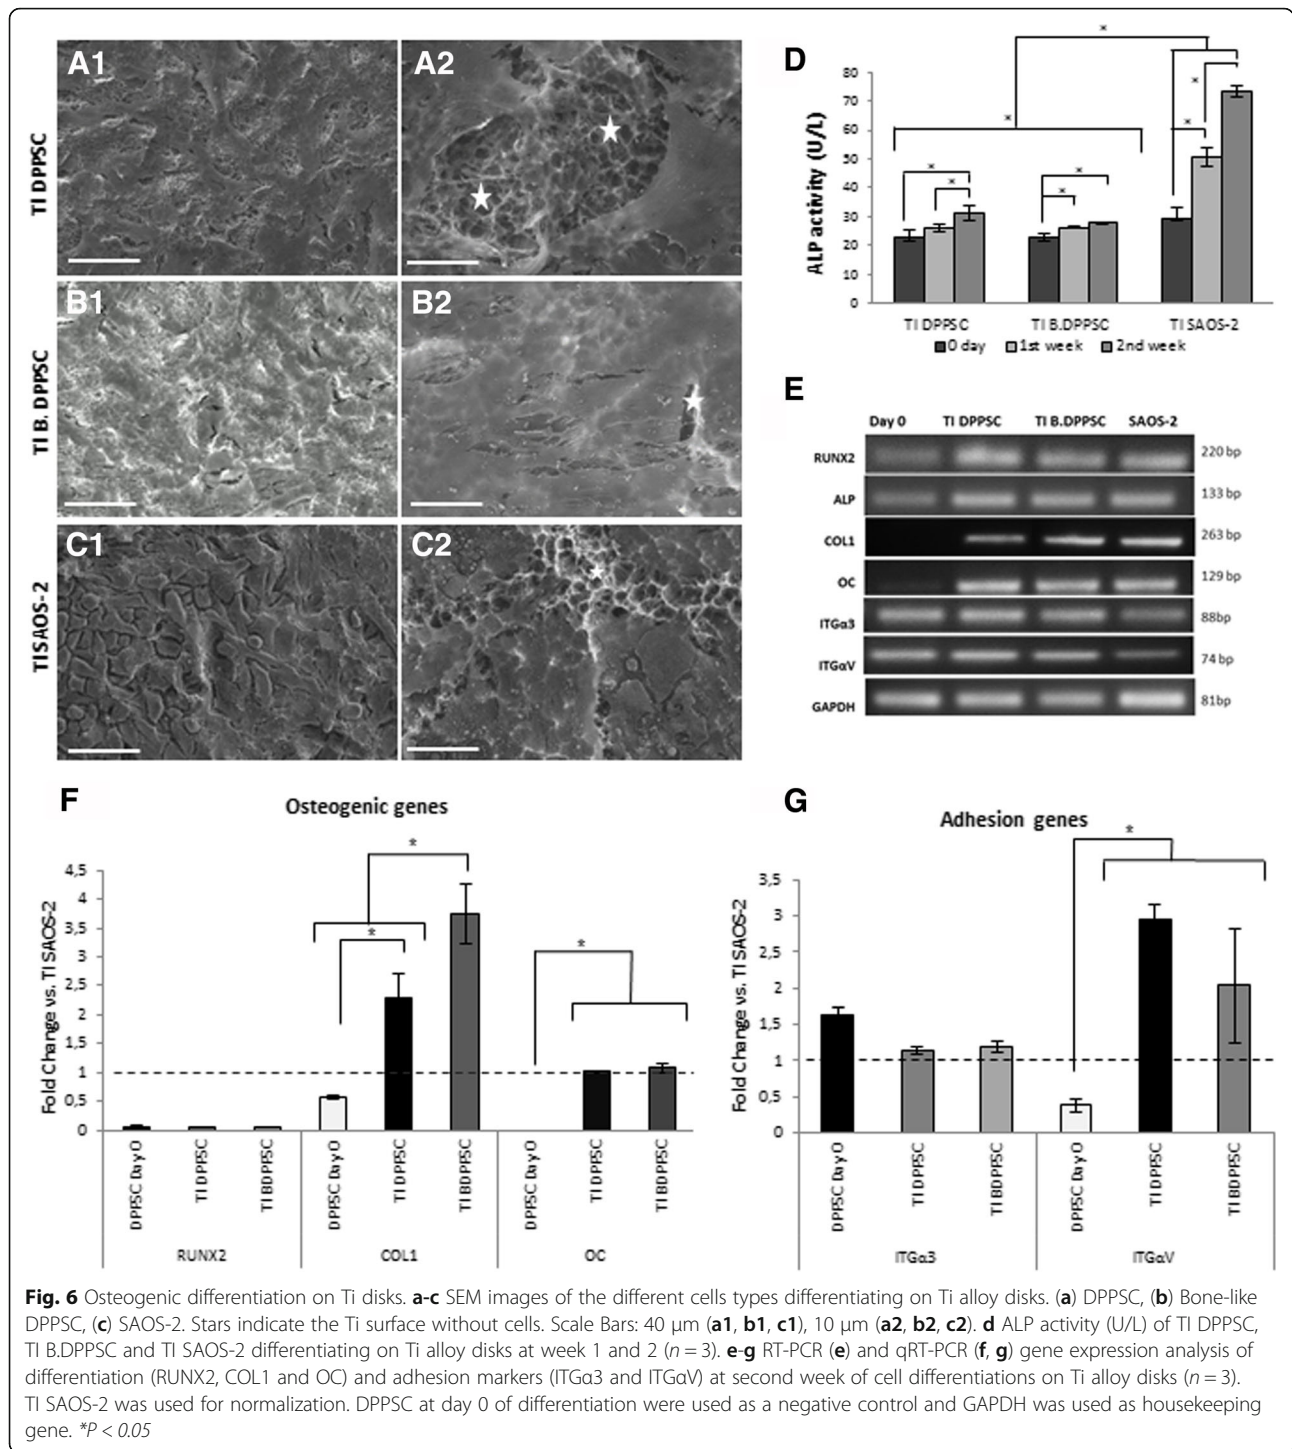 A1
A2
TI DPPSC
B1
B2
TI B. DPPSC
C1
C2
TI SAOS-2
D
ALP activity (U/L)
80
70
60
50
40
30
20
10
0
*
*
*
*
*
*
*
*
*
TI DPPSC TI B.DPPSC TI SAOS-2
0 day 1st week 2nd week
E
Day 0 TI DPPSC TI B.DPPSC SAOS-2
RUNX2 220 bp
ALP 133 bp
COL1 263 bp
OC 129 bp
ITGα3 88bp
ITGαV 74 bp
GAPDH 81bp
F
Osteogenic genes
Fold Change vs. TI SAOS-2
4,5
4
3,5
3
2,5
2
1,5
1
0,5
0
*
*
*
DPPSC Day 0
TI DPPSC
TI BDPPSC
DPPSC Day 0
TI DPPSC
TI BDPPSC
DPPSC Day 0
TI DPPSC
TI BDPPSC
RUNX2 COL1 OC
G
Adhesion genes
Fold Change vs. TI SAOS-2
3,5
3
2,5
2
1,5
1
0,5
0
*
DPPSC Day 0
TI DPPSC
TI BDPPSC
DPPSC Day 0
TI DPPSC
TI BDPPSC
ITGα3 ITGαV
Fig. 6 Osteogenic differentiation on Ti disks. a-c SEM images of the different cells types differentiating on Ti alloy disks. (a) DPPSC, (b) Bone-like
DPPSC, (c) SAOS-2. Stars indicate the Ti surface without cells. Scale Bars: 40 μm (a1, b1, c1), 10 μm (a2, b2, c2). d ALP activity (U/L) of TI DPPSC,
TI B.DPPSC and TI SAOS-2 differentiating on Ti alloy disks at week 1 and 2 (n = 3). e-g RT-PCR (e) and qRT-PCR (f, g) gene expression analysis of
differentiation (RUNX2, COL1 and OC) and adhesion markers (ITGα3 and ITGαV) at second week of cell differentiations on Ti alloy disks (n = 3).
TI SAOS-2 was used for normalization. DPPSC at day 0 of differentiation were used as a negative control and GAPDH was used as housekeeping
gene. *P < 0.05